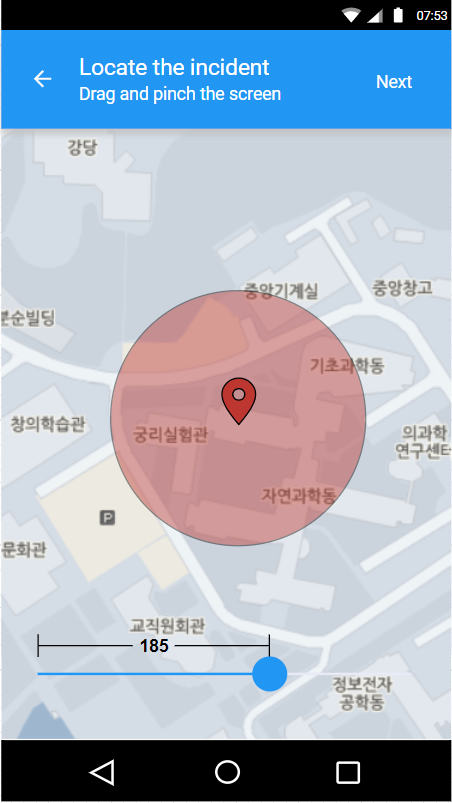 07:53
Locate the incident
Drag and pinch the screen
Next
강당
중앙기계실
중앙창고
분순빌딩
기초과학동
창의학습관
궁리실험관
의과학
연구센터
자연과학동
P
문화관
교직원회관
185
정보전자
공학동